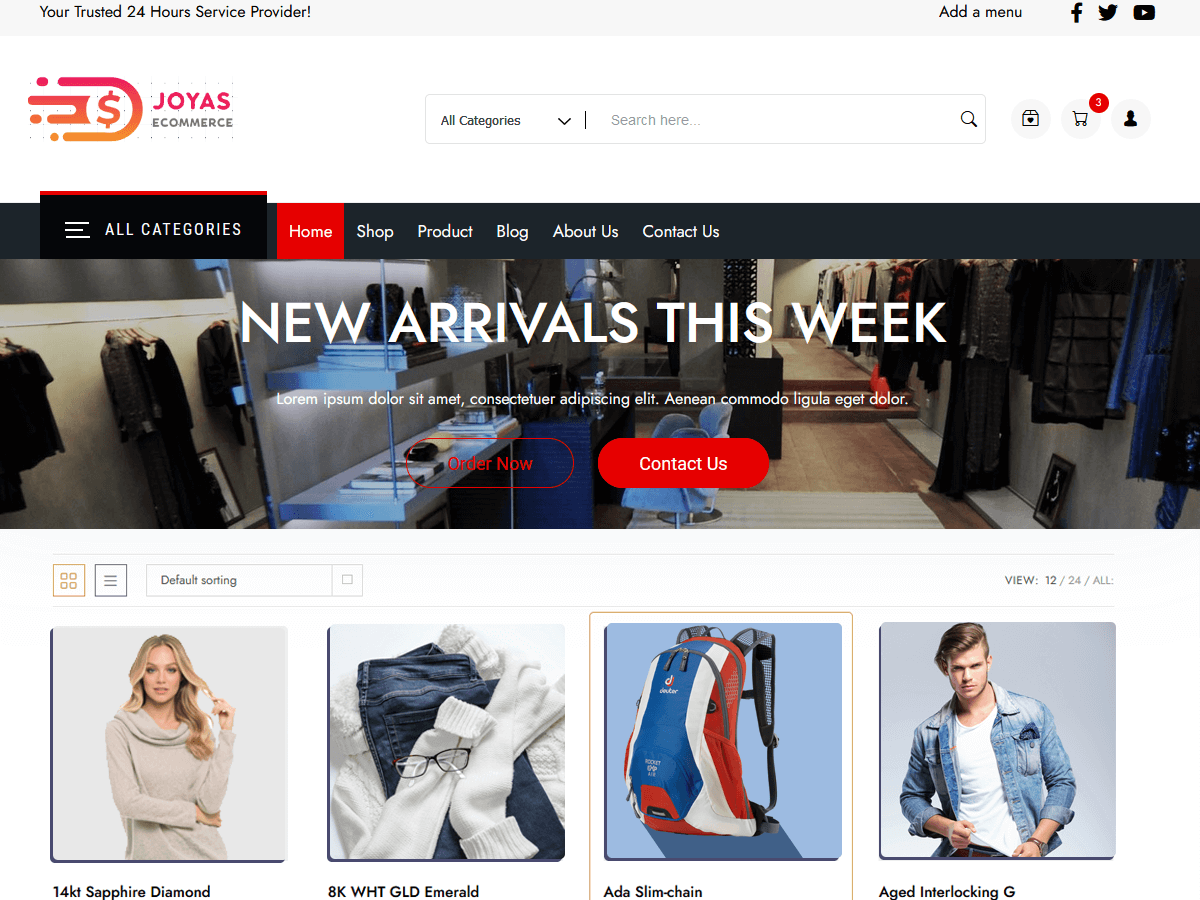 Your Trusted 24 Hours Service Provider!
Add a menu
$
JOYAS
ECOMMERCE
All Categories
Search here...
3
ALL CATEGORIES
Home
Shop
Product
Blog
About Us
Contact Us
NEW ARRIVALS THIS WEEK
Lorem ipsum dolor sit amet, consectetuer adipiscing elit. Aenean commodo ligula eget dolor.
Order Now
Contact Us
Default sorting
VIEW: 12 / 24 / ALL:
deuter
ROCKET
AIR
14kt Sapphire Diamond
8K WHT GLD Emerald
Ada Slim-chain
Aged Interlocking G